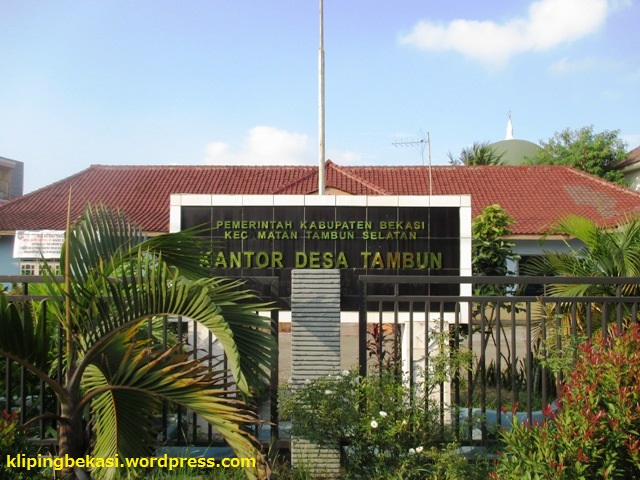 PEMERINTAH KABUPATEN BEKASI
KEC MATAN TAMBUN SELATAN
KANTOR DESA TAMBUN
klipingbekasi.wordpress.com